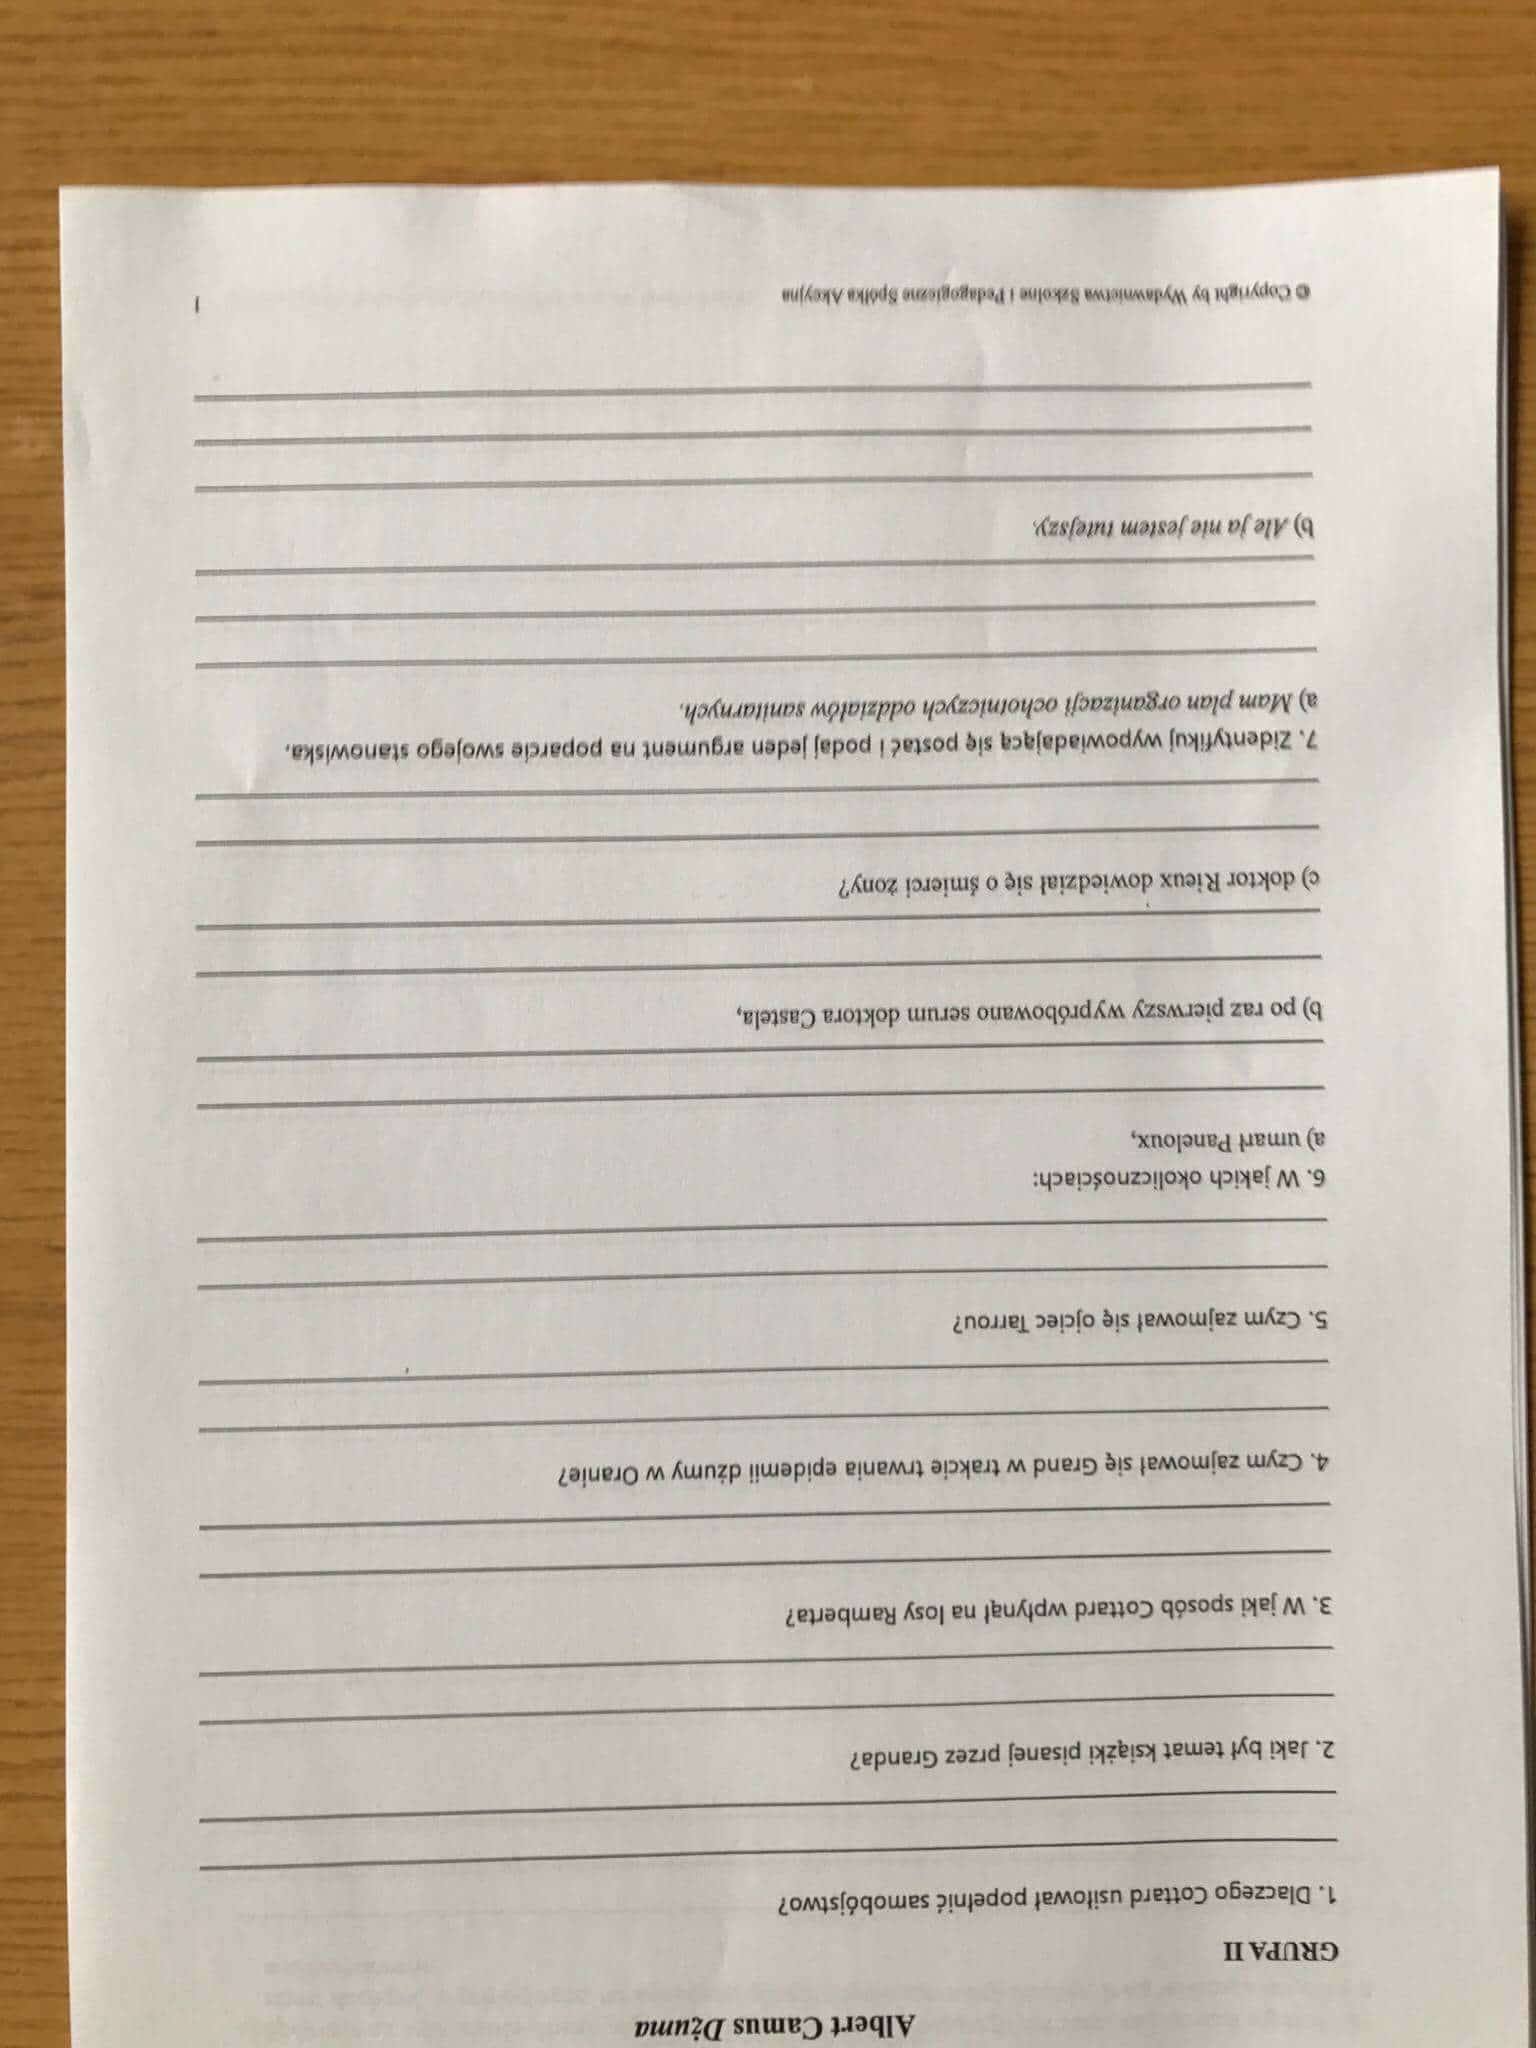 Albert Camus Dżuma
GRUPA II
1. Dlaczego Cottard usiłował popełnić samobójstwo?
2. Jaki był temat książki pisanej przez Granda?
3. W jaki sposób Cottard wpłynął na losy Ramberta?
4. Czym zajmował się Grand w trakcie trwania epidemii dżumy w Oranie?
5. Czym zajmował się ojciec Tarrou?
6. W jakich okolicznościach:
a) umarł Paneloux,
b) po raz pierwszy wypróbowano serum doktora Castela,
c) doktor Rieux dowiedział się o śmierci żony?
7. Zidentyfikuj wypowiadającą się postać i podaj jeden argument na poparcie swojego stanowiska.
a) Mam plan organizacji ochotniczych oddziałów sanitarnych.
b) Ale ja nie jestem tutejszy.
© Copyright by Wydawnictwa Szkolne i Pedagogiczne Spółka Akcyjna
1